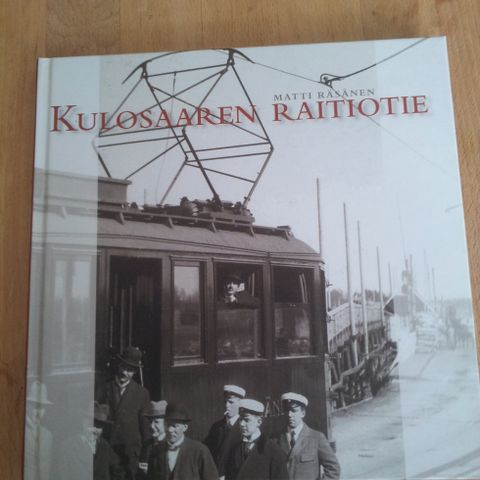 MATTI RÄSÄNEN
KULOSAAREN RAITIOTIE